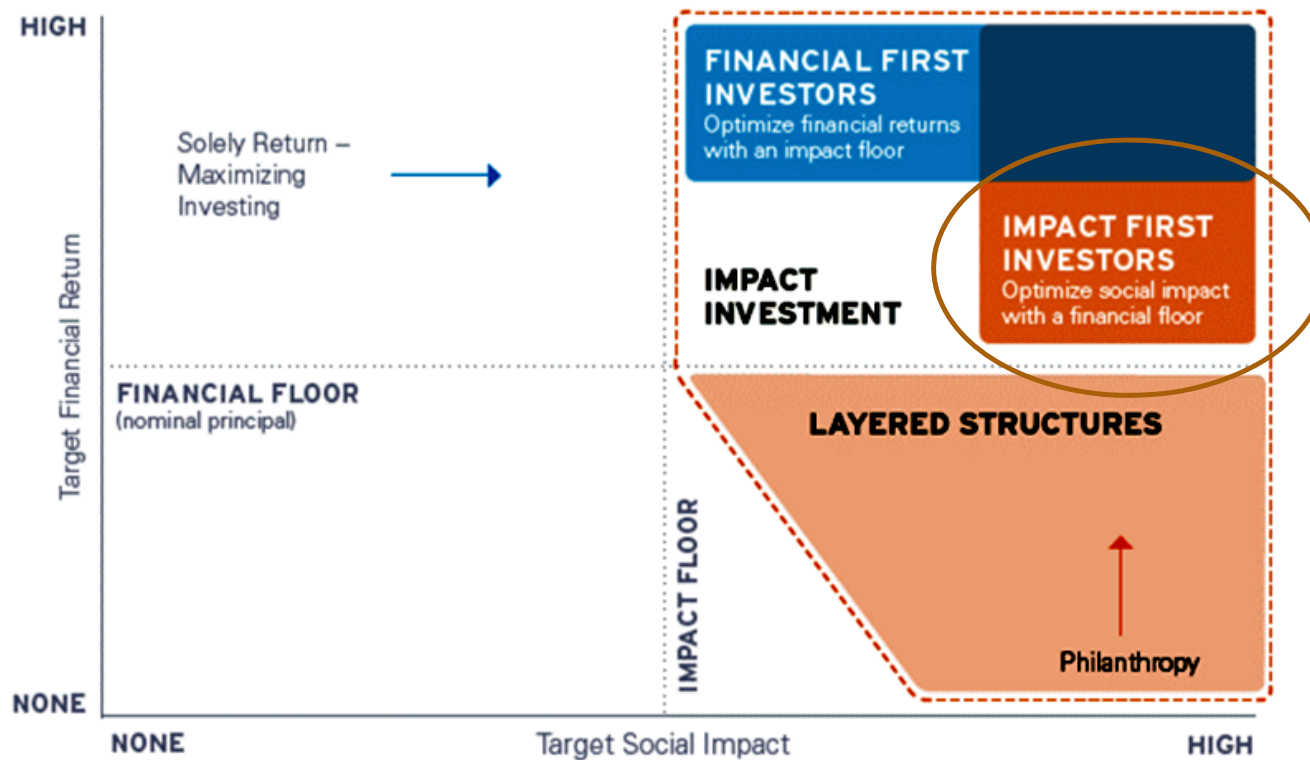 HIGH
FINANCIAL FIRST
INVESTORS
Optimize financial returns
with an impact floor
Solely Return –
Maximizing
Investing
IMPACT FIRST
INVESTORS
Optimize social impact
with a financial floor
IMPACT
INVESTMENT
Target Financial Return
FINANCIAL FLOOR
(nominal principal)
LAYERED STRUCTURES
IMPACT FLOOR
Philanthropy
NONE
NONE
Target Social Impact
HIGH